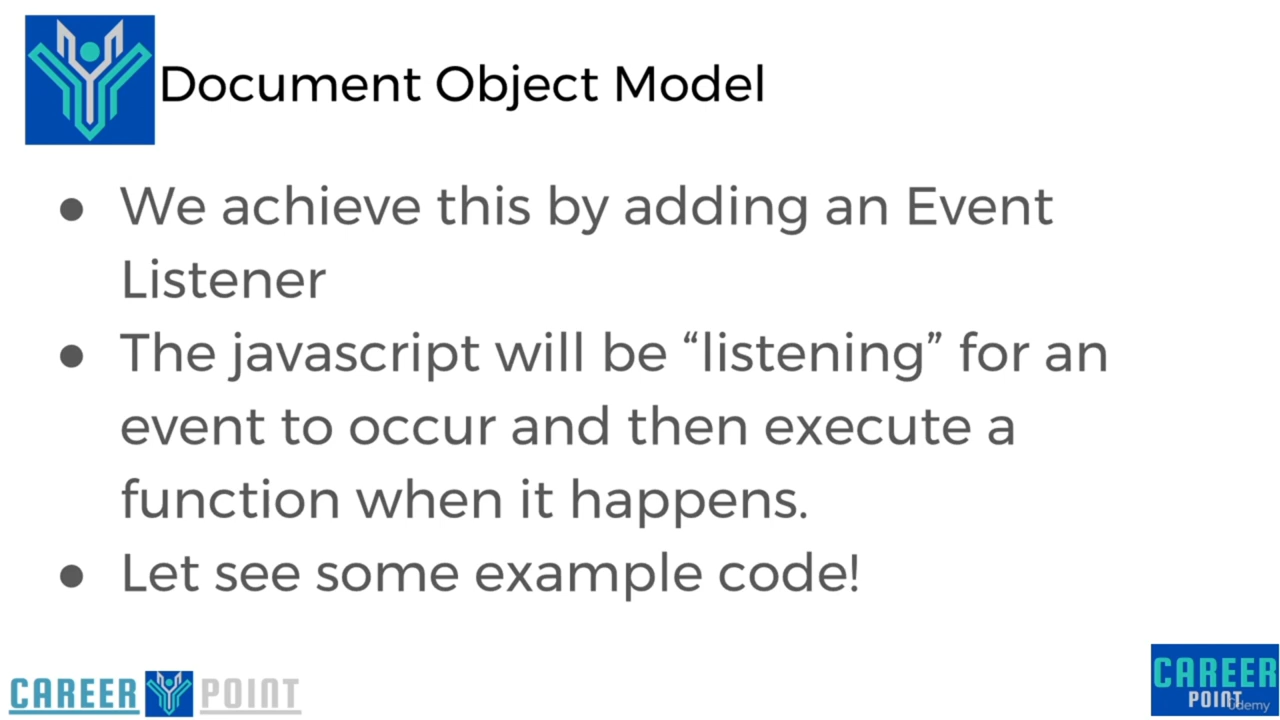 Document Object Model
● We achieve this by adding an Event
Listener
● The javascript will be “listening” for an
event to occur and then execute a
function when it happens.
● Let see some example code!
CAREER POINT
CAREER
POINT
Udemy